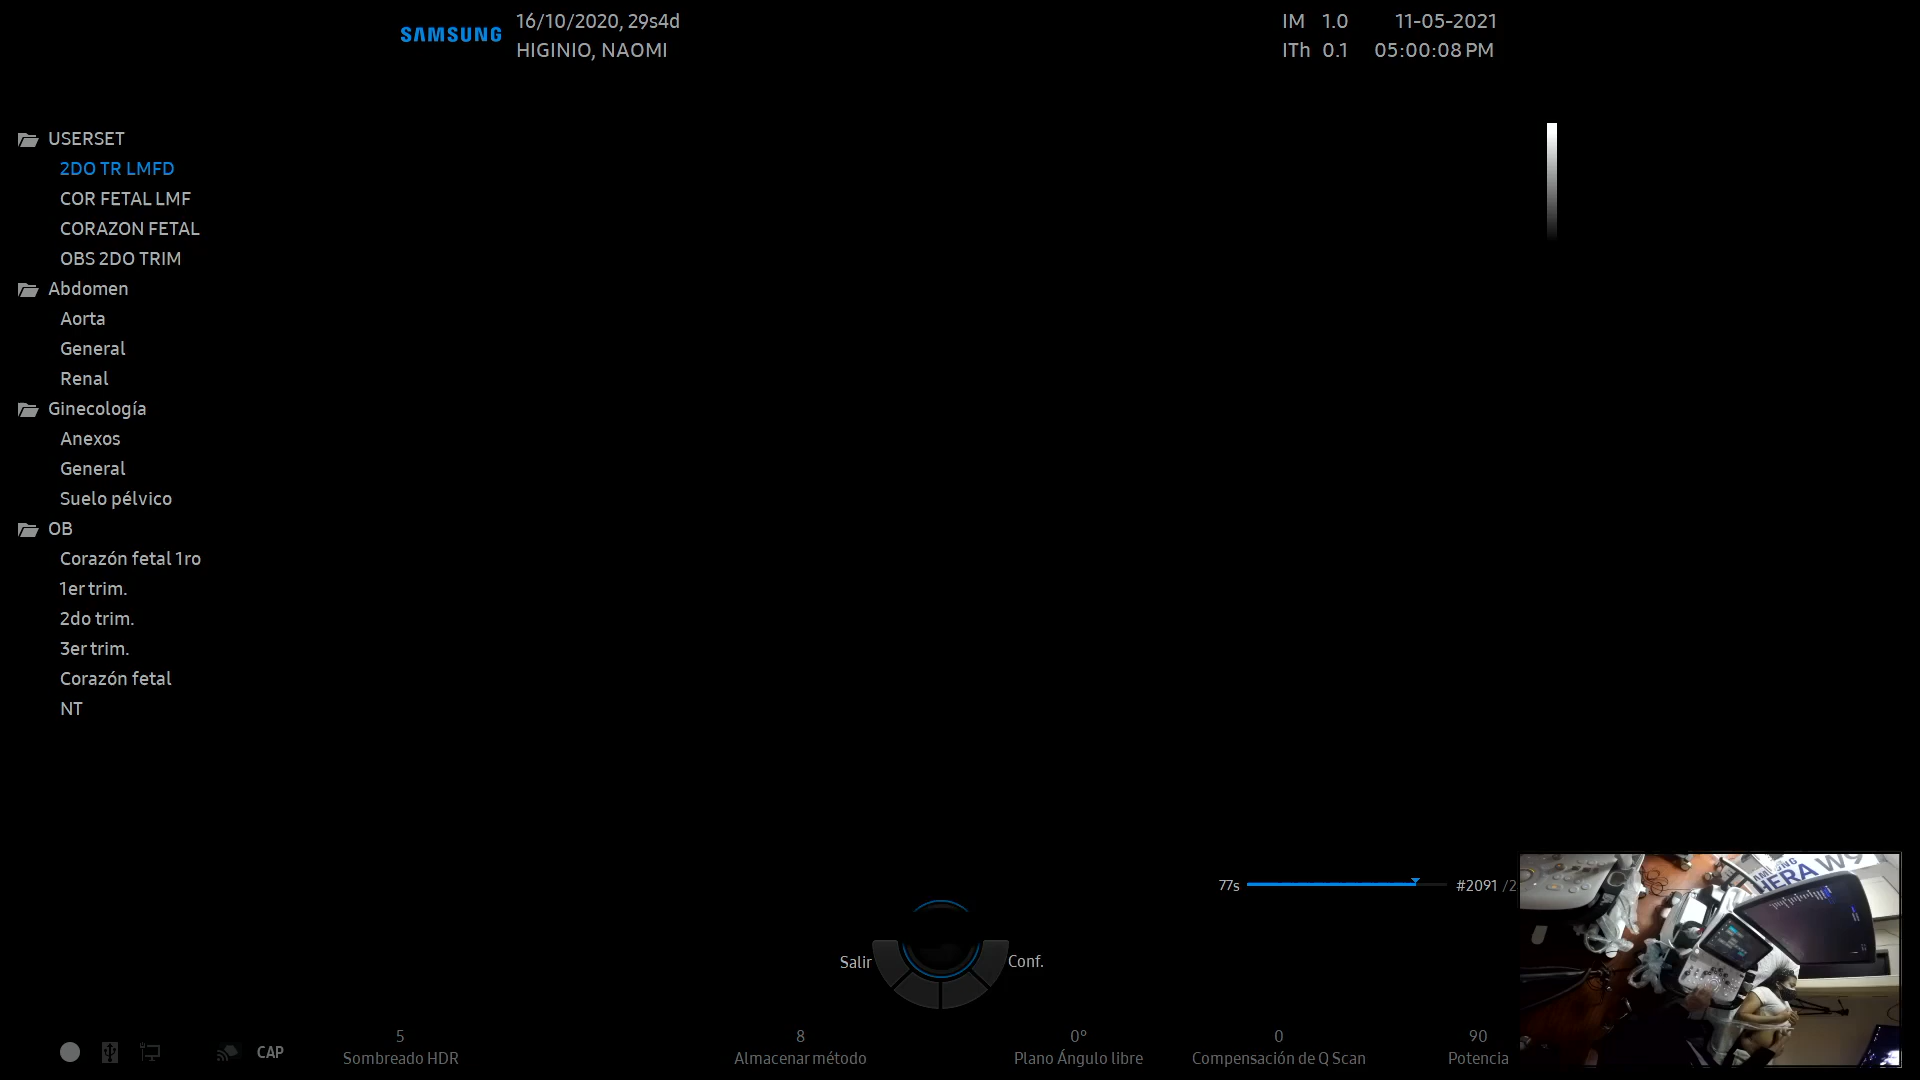 SAMSUNG
16/10/2020, 29s4d
HIGINIO, NAOMI
IM 1.0 11-05-2021
ITh 0.1 05:00:08 PM
USERSET
2DO TR LMFD
COR FETAL LMF
CORAZON FETAL
OBS 2DO TRIM
Abdomen
Aorta
General
Renal
Ginecología
Anexos
General
Suelo pélvico
OB
Corazón fetal 1ro
1er trim.
2do trim.
3er trim.
Corazón fetal
NT
77s #2091 /2
SAMSUNG
HERA W9
Salir Conf.
CAP
5 8 0° 0 90
Sombreado HDR Almacenar método Plano Ángulo libre Compensación de Q Scan Potencia